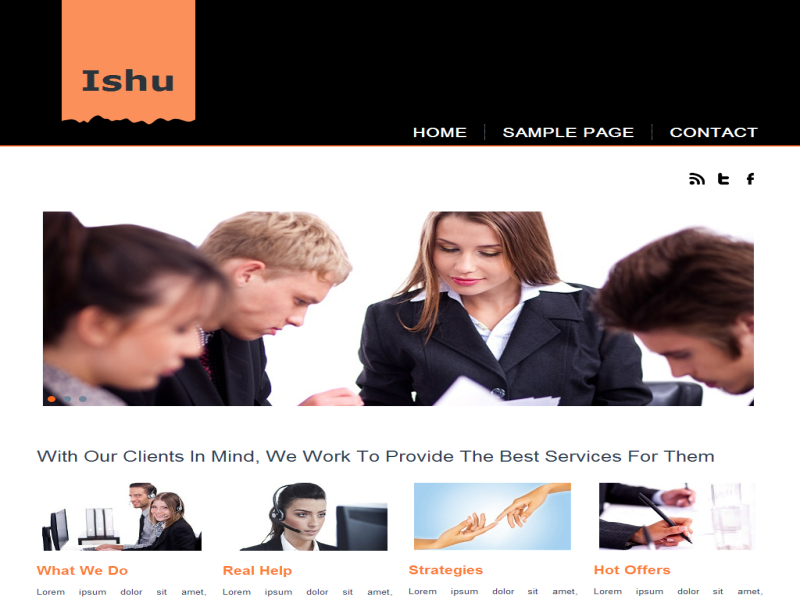 Ishu
HOME
SAMPLE PAGE
CONTACT
With Our Clients In Mind, We Work To Provide The Best Services For Them
What We Do
Real Help
Strategies
Hot Offers
Lorem ipsum dolor sit amet,
Lorem ipsum dolor sit amet,
Lorem ipsum dolor sit amet,
Lorem ipsum dolor sit amet,